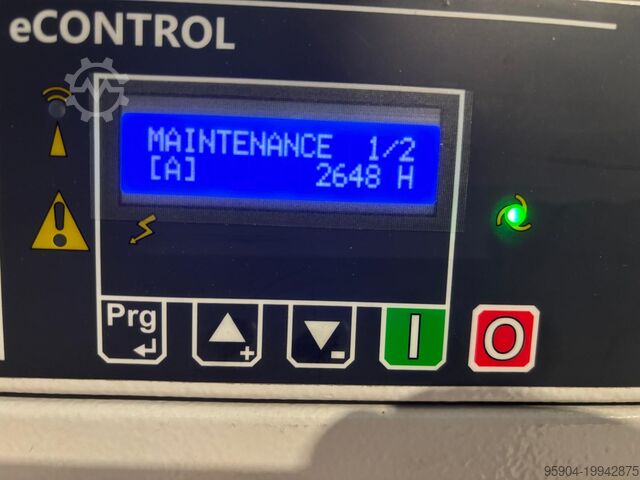 eCONTROL
MAINTENANCE 1/2
[A] 2648 H
Prg
+
-
I
O
95904-19942875